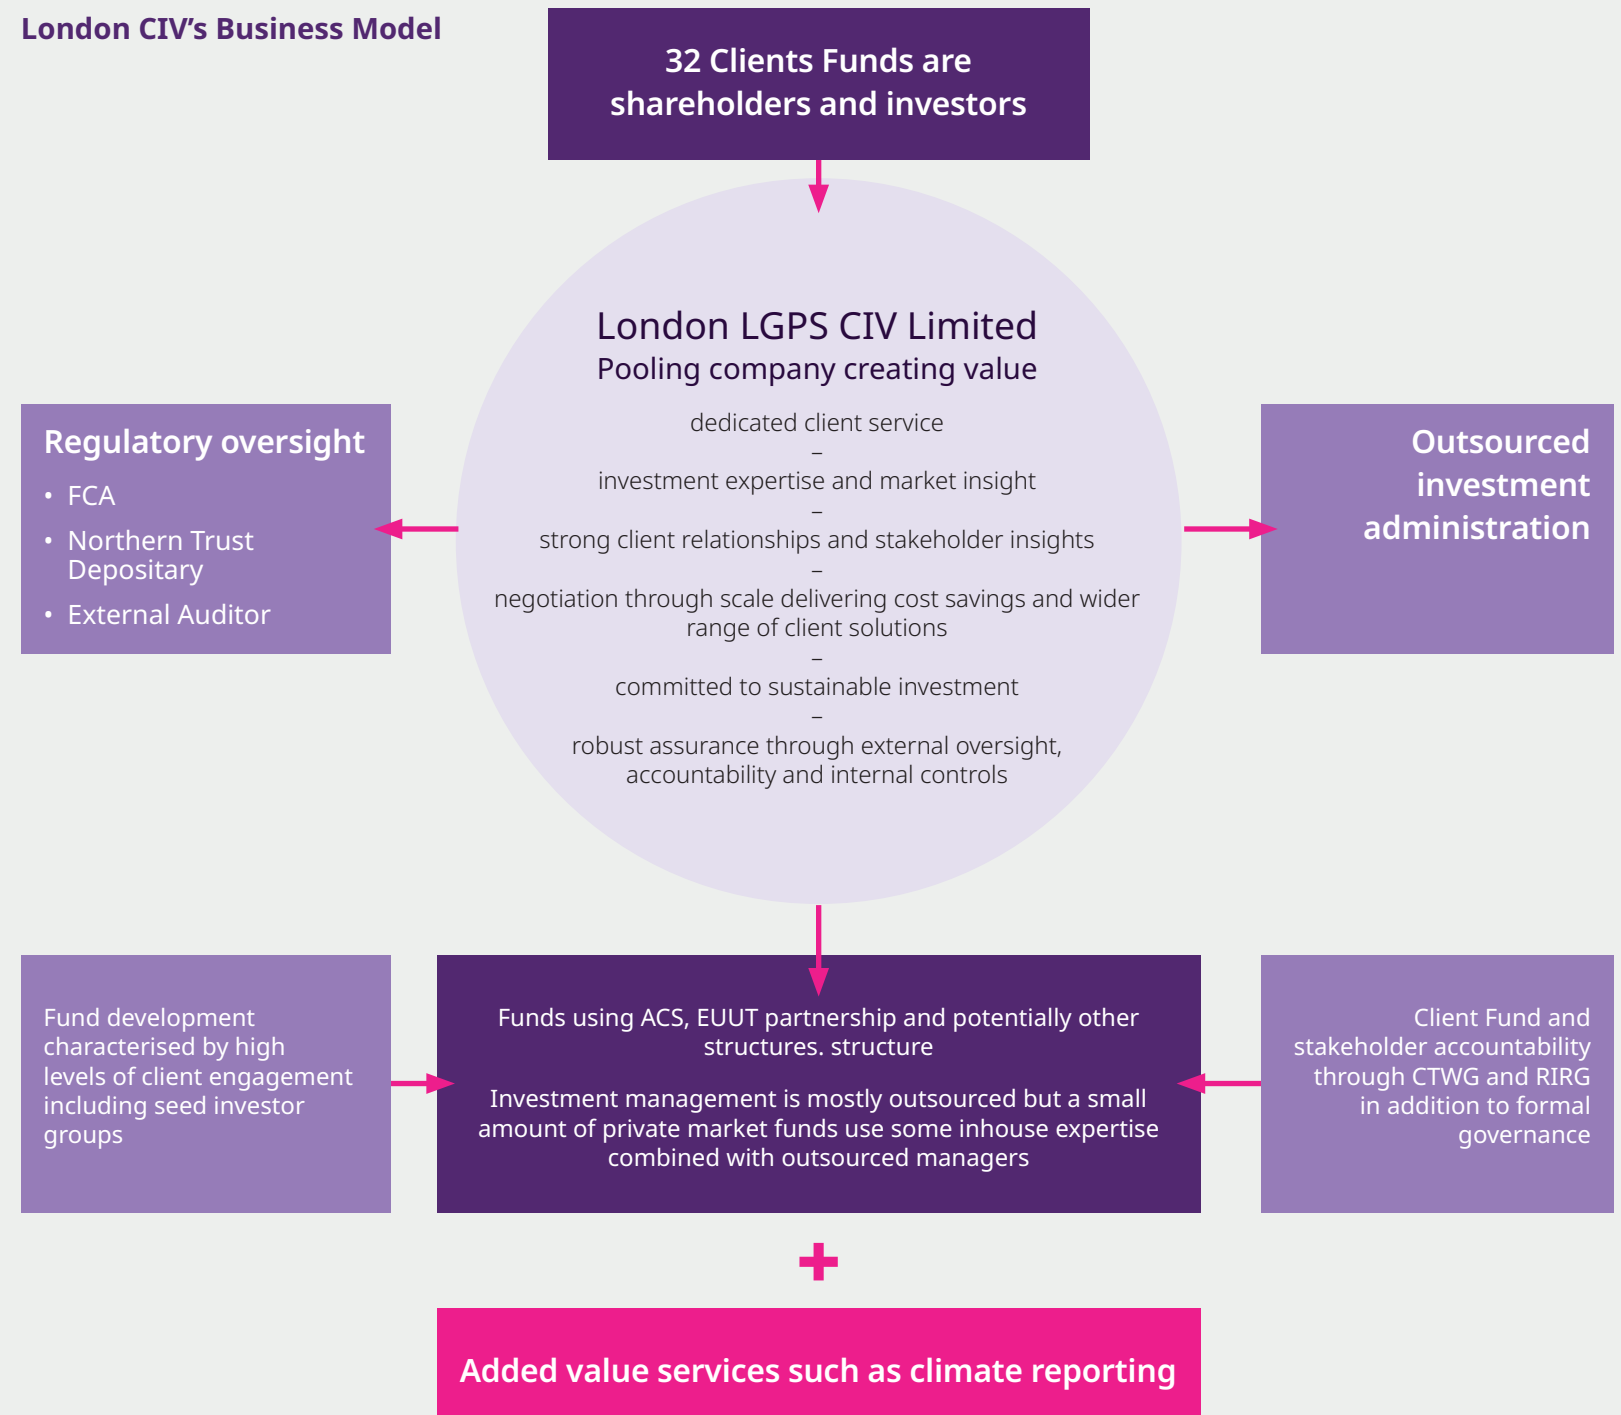 London CIV’s Business Model
32 Clients Funds are
shareholders and investors
London LGPS CIV Limited
Pooling company creating value
dedicated client service
–
investment expertise and market insight
–
strong client relationships and stakeholder insights
–
negotiation through scale delivering cost savings and wider
range of client solutions
–
committed to sustainable investment
–
robust assurance through external oversight,
accountability and internal controls
Regulatory oversight
• FCA
• Northern Trust
Depositary
• External Auditor
Outsourced
investment
administration
Fund development
characterised by high
levels of client engagement
including seed investor
groups
Funds using ACS, EUUT partnership and potentially other
structures. structure
Investment management is mostly outsourced but a small
amount of private market funds use some inhouse expertise
combined with outsourced managers
Client Fund and
stakeholder accountability
through CTWG and RIRG
in addition to formal
governance
+
Added value services such as climate reporting